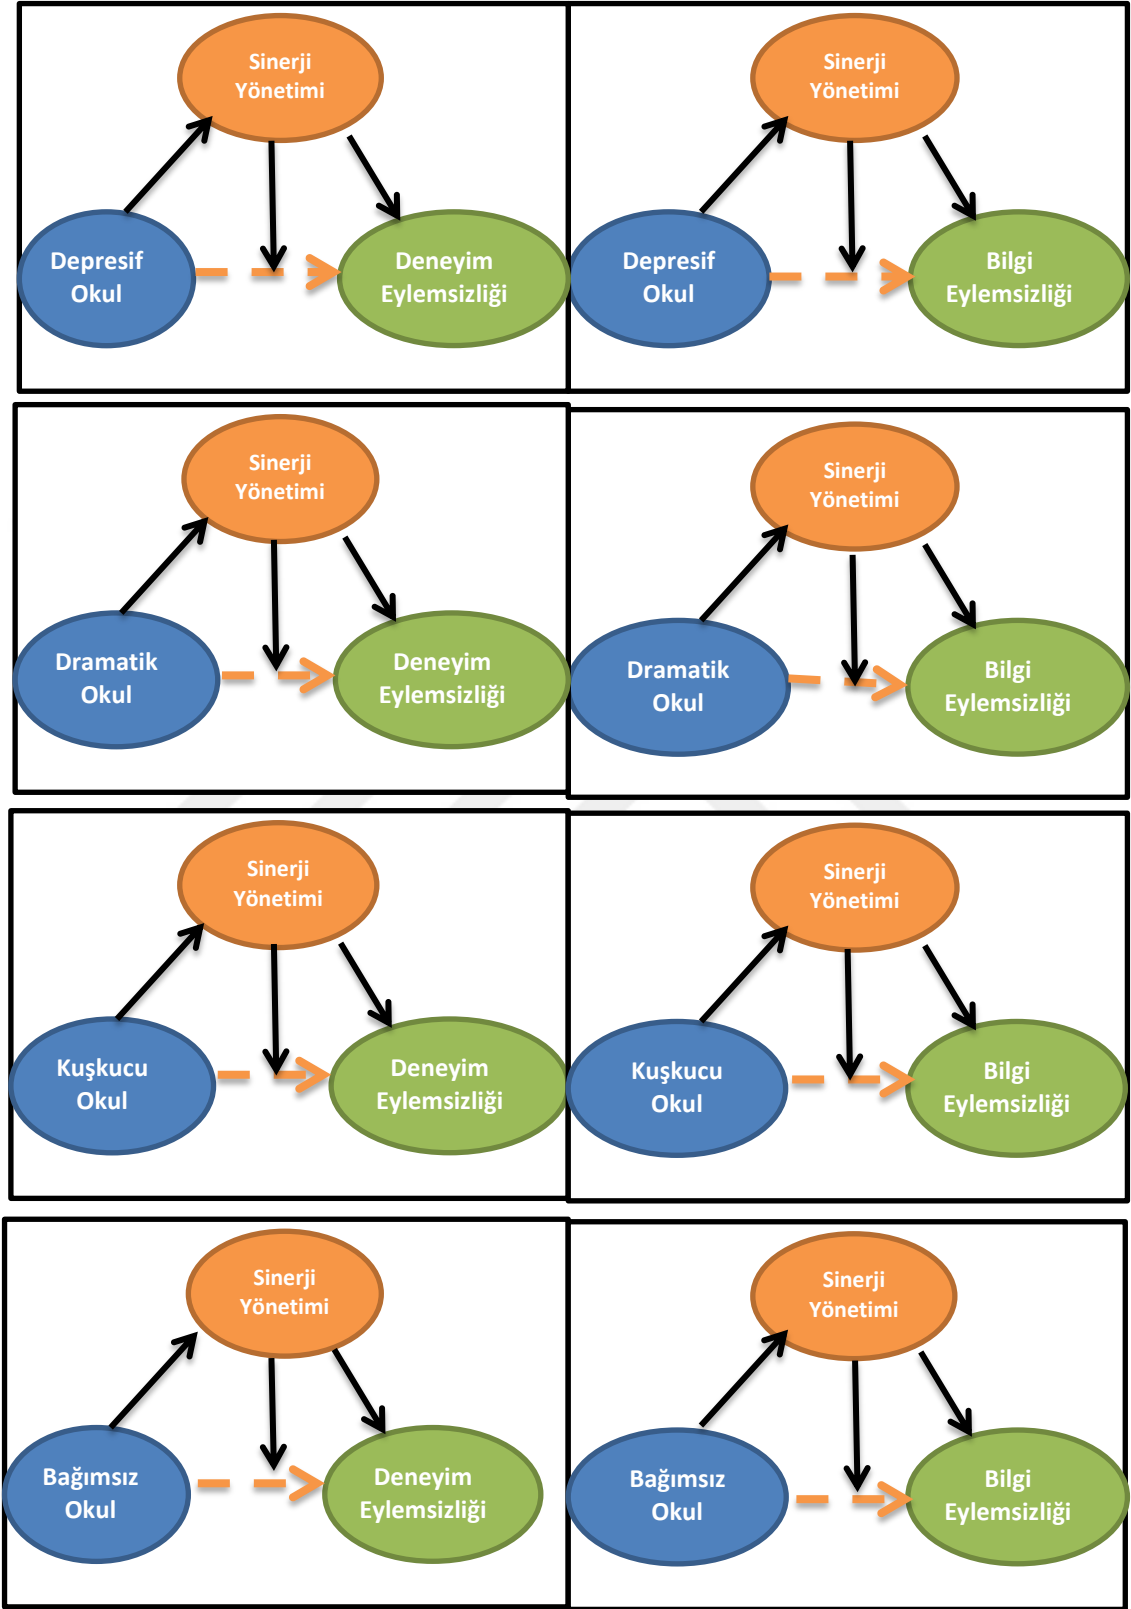 Sinerji
Yönetimi
Depresif
Okul
Deneyim
Eylemsizliği
Sinerji
Yönetimi
Depresif
Okul
Bilgi
Eylemsizliği
Sinerji
Yönetimi
Dramatik
Okul
Deneyim
Eylemsizliği
Sinerji
Yönetimi
Dramatik
Okul
Bilgi
Eylemsizliği
Sinerji
Yönetimi
Kuşkucu
Okul
Deneyim
Eylemsizliği
Sinerji
Yönetimi
Kuşkucu
Okul
Bilgi
Eylemsizliği
Sinerji
Yönetimi
Bağımsız
Okul
Deneyim
Eylemsizliği
Sinerji
Yönetimi
Bağımsız
Okul
Bilgi
Eylemsizliği